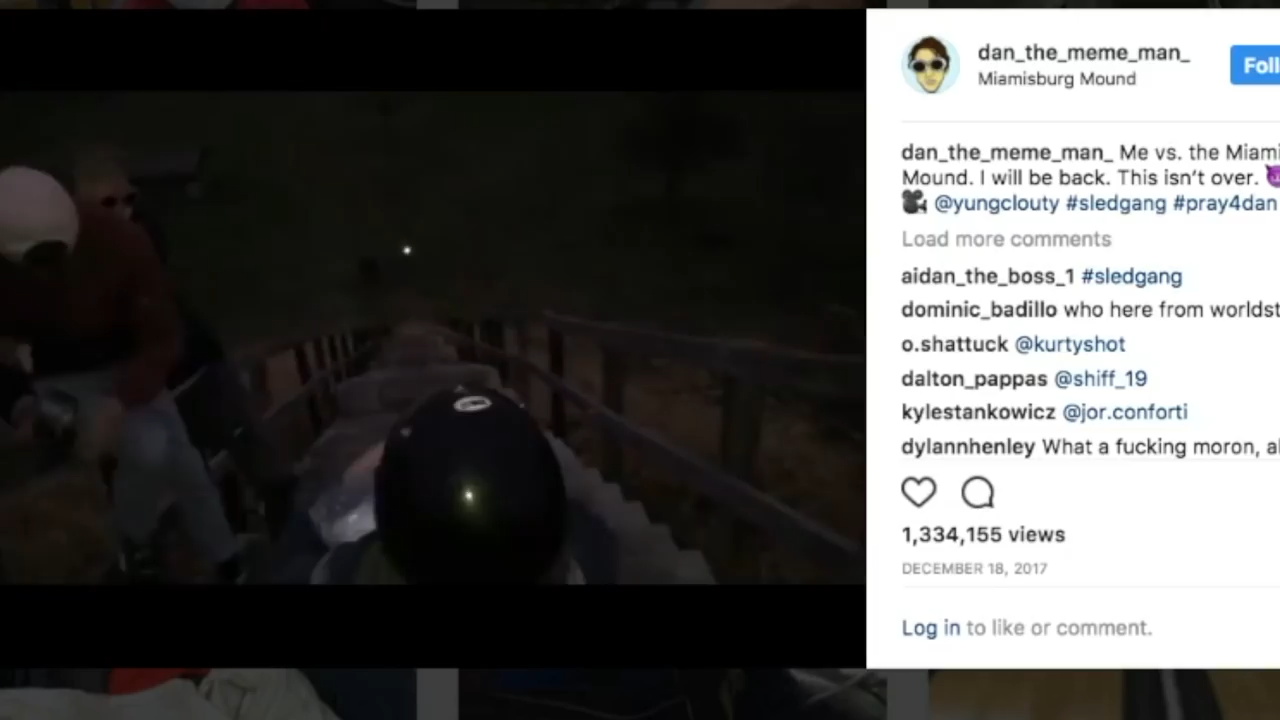 dan_the_meme_man_
Foll
Miamisburg Mound
dan_the_meme_man_ Me vs. the Miami
Mound. I will be back. This isn't over.
@yungclouty #sledgang #pray4dan
Load more comments
aidan_the_boss_1 #sledgang
dominic_badillo who here from worldst
o.shattuck @kurtyshot
dalton_pappas @shiff_19
kylestankowicz @jor.conforti
dylannhenley What a fucking moron, al
1,334,155 views
DECEMBER 18, 2017
Log in to like or comment.